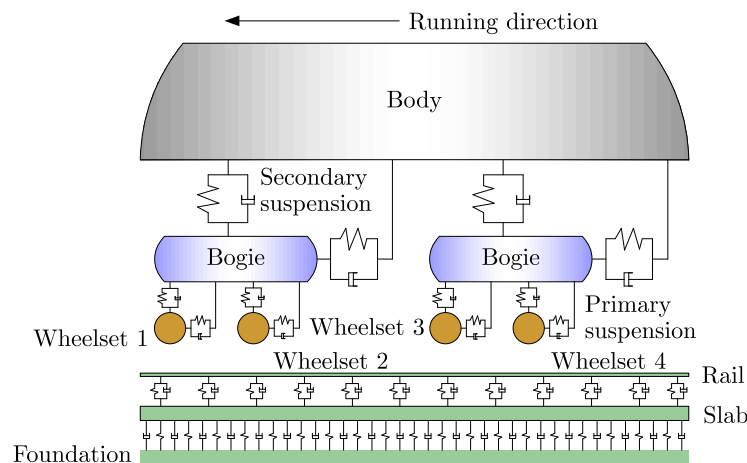 Running direction
Body
Secondary
suspension
Bogie
Bogie
Primary
suspension
Wheelset 1
Wheelset 3
Wheelset 2
Wheelset 4
Rail
Slab
Foundation